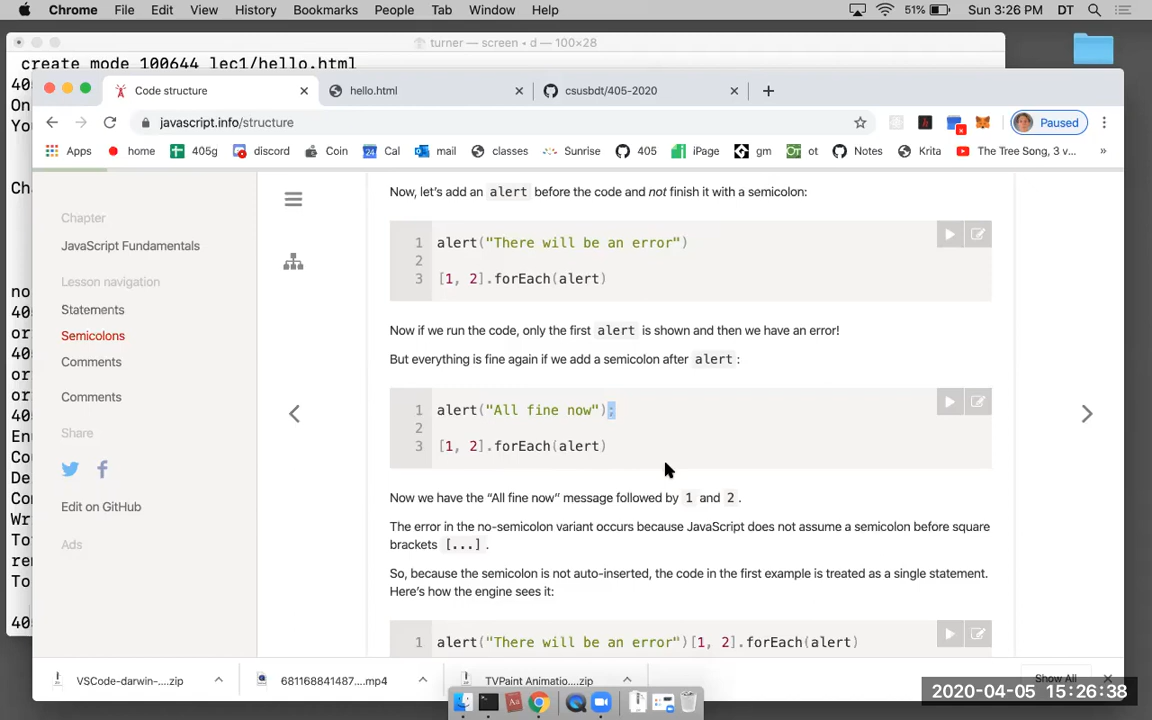 Chrome File Edit View History Bookmarks People Tab Window Help 51% Sun 3:26 PM DT
turner — screen • d — 100×28
create mode 100644 lec1/hello.html
Code structure hello.html csusbdt/405-2020
javascript.info/structure Paused
Apps home 405g discord Coin 24 Cal mail classes Sunrise 405 iPage gm ot Notes Krita The Tree Song, 3 v... »
Chapter
JavaScript Fundamentals
Lesson navigation
Statements
Semicolons
Comments
Comments
Share
Edit on GitHub
Ads
Now, let's add an alert before the code and not finish it with a semicolon:
1 alert("There will be an error")
2
3 [1, 2].forEach(alert)
Now if we run the code, only the first alert is shown and then we have an error!
But everything is fine again if we add a semicolon after alert :
1 alert("All fine now");
2
3 [1, 2].forEach(alert)
Now we have the “All fine now” message followed by 1 and 2 .
The error in the no-semicolon variant occurs because JavaScript does not assume a semicolon before square
brackets [...] .
So, because the semicolon is not auto-inserted, the code in the first example is treated as a single statement.
Here's how the engine sees it:
1 alert("There will be an error")[1, 2].forEach(alert)
VSCode-darwin-....zip 681168841487....mp4 TVPaint Animatio....zip Show All
2020-04-05 15:26:38